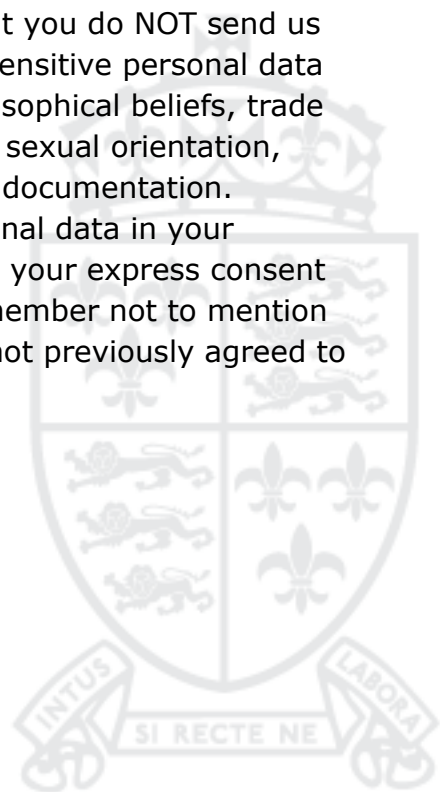 t you do NOT send us
ensitive personal data
sophical beliefs, trade
sexual orientation,
documentation.
nal data in your
your express consent
member not to mention
not previously agreed to
INTUS
SI RECTE NE
LABORA